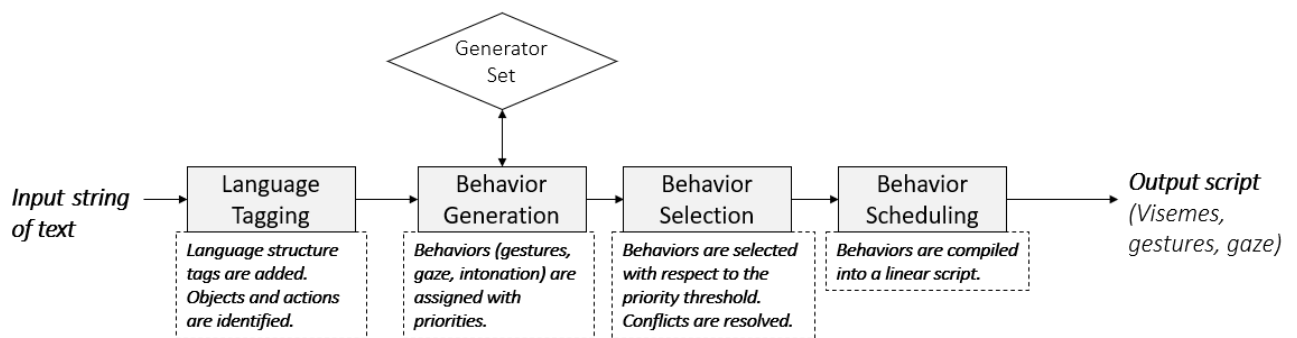 Generator
Set
Input string
of text
Language
Tagging
Behavior
Generation
Behavior
Selection
Behavior
Scheduling
Output script
(Visemes,
gestures, gaze)
Language structure
tags are added.
Objects and actions
are identified.
Behaviors (gestures,
gaze, intonation) are
assigned with
priorities.
Behaviors are selected
with respect to the
priority threshold.
Conflicts are resolved.
Behaviors are compiled
into a linear script.